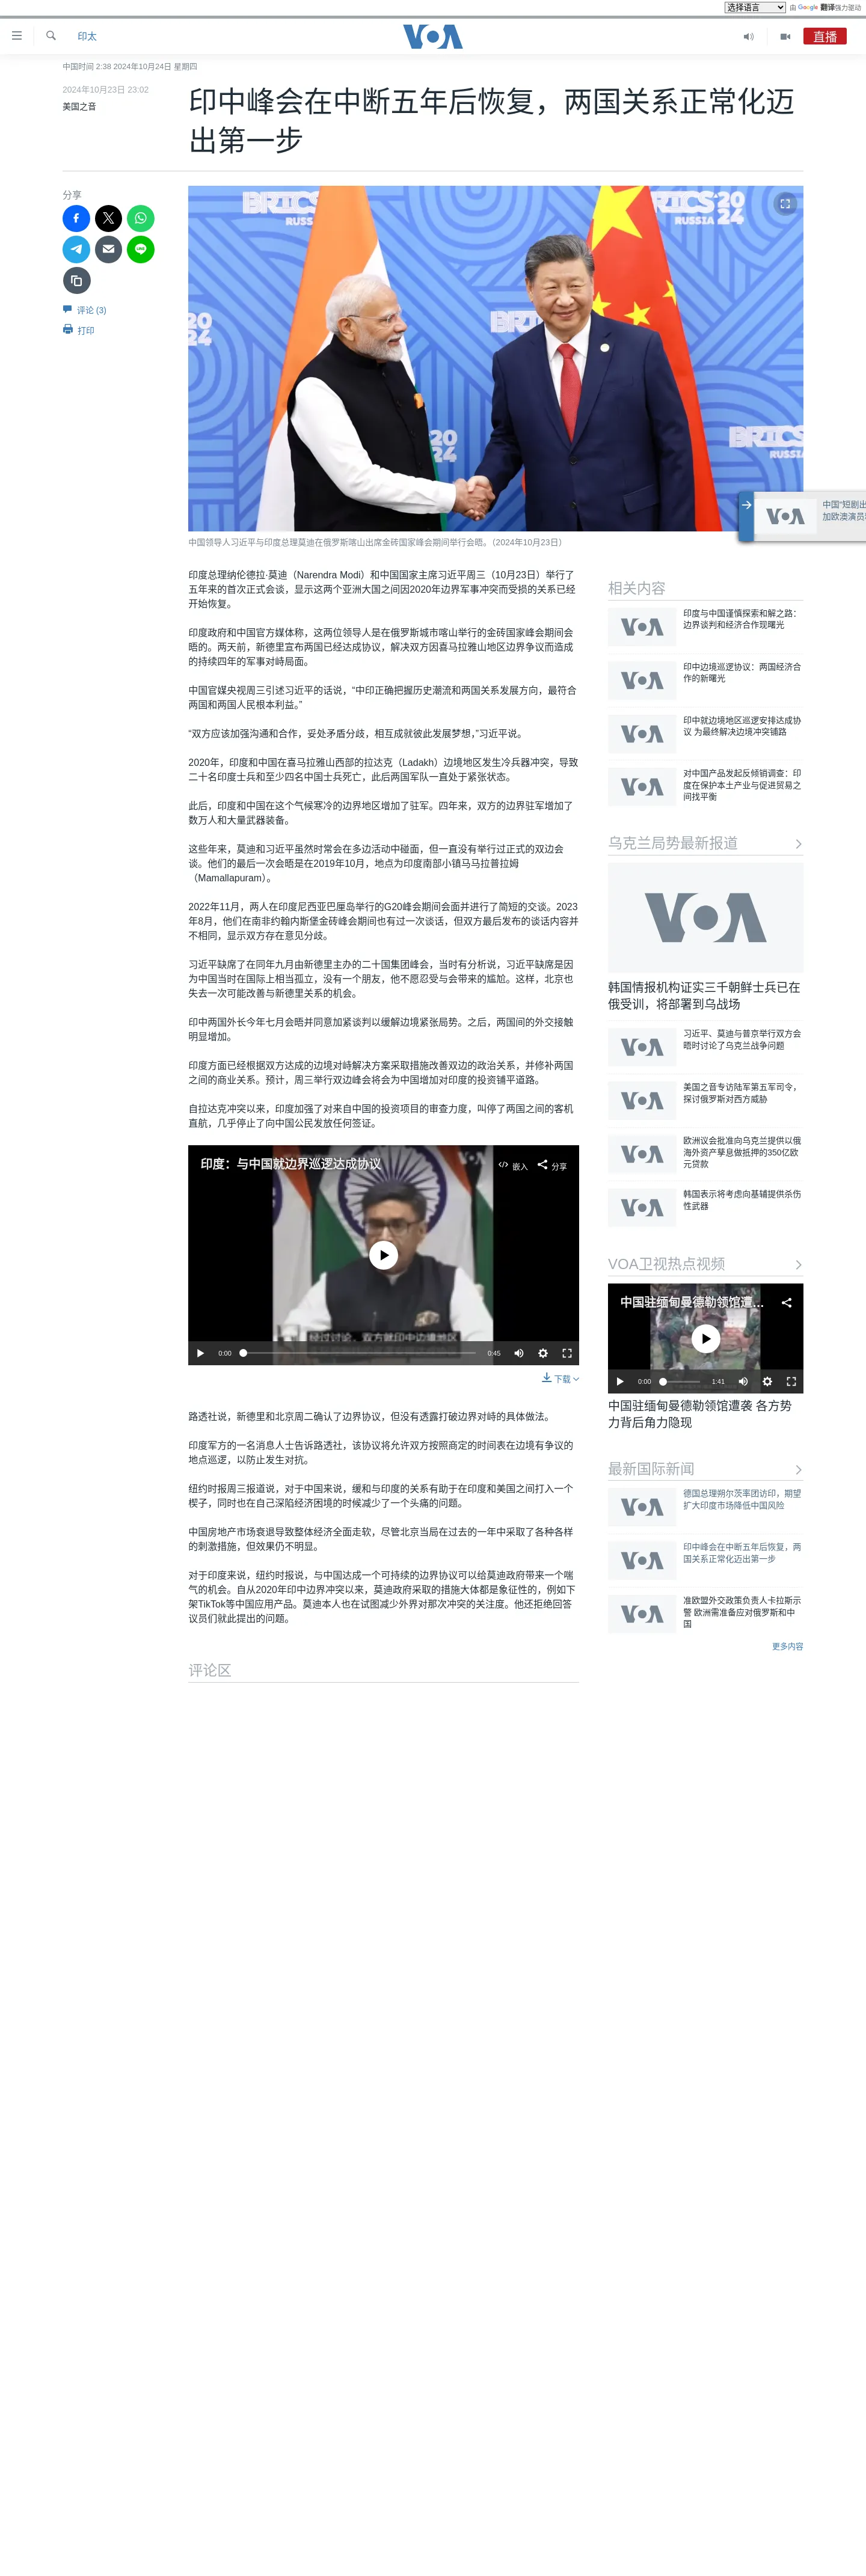 选择语言
由 Google 翻译强力驱动
印太
VOA
直播
中国时间 2:38 2024年10月24日 星期四
2024年10月23日 23:02
美国之音
印中峰会在中断五年后恢复，两国关系正常化迈
出第一步
分享
评论 (3)
打印
BRICS 2024
RUSSIA
中国领导人习近平与印度总理莫迪在俄罗斯喀山出席金砖国家峰会期间举行会晤。（2024年10月23日）
中国“短剧出
加欧澳演员
印度总理纳伦德拉·莫迪（Narendra Modi）和中国国家主席习近平周三（10月23日）举行了
五年来的首次正式会谈，显示这两个亚洲大国之间因2020年边界军事冲突而受损的关系已经
开始恢复。
印度政府和中国官方媒体称，这两位领导人是在俄罗斯城市喀山举行的金砖国家峰会期间会
晤的。两天前，新德里宣布两国已经达成协议，解决双方因喜马拉雅山地区边界争议而造成
的持续四年的军事对峙局面。
中国官媒央视周三引述习近平的话说，“中印正确把握历史潮流和两国关系发展方向，最符合
两国和两国人民根本利益。”
“双方应该加强沟通和合作，妥处矛盾分歧，相互成就彼此发展梦想，”习近平说。
2020年，印度和中国在喜马拉雅山西部的拉达克（Ladakh）边境地区发生冷兵器冲突，导致
二十名印度士兵和至少四名中国士兵死亡，此后两国军队一直处于紧张状态。
此后，印度和中国在这个气候寒冷的边界地区增加了驻军。四年来，双方的边界驻军增加了
数万人和大量武器装备。
这些年来，莫迪和习近平虽然时常会在多边活动中碰面，但一直没有举行过正式的双边会
谈。他们的最后一次会晤是在2019年10月，地点为印度南部小镇马马拉普拉姆
（Mamallapuram）。
2022年11月，两人在印度尼西亚巴厘岛举行的G20峰会期间会面并进行了简短的交谈。2023
年8月，他们在南非约翰内斯堡金砖峰会期间也有过一次谈话，但双方最后发布的谈话内容并
不相同，显示双方存在意见分歧。
习近平缺席了在同年九月由新德里主办的二十国集团峰会，当时有分析说，习近平缺席是因
为中国当时在国际上相当孤立，没有一个朋友，他不愿忍受与会带来的尴尬。这样，北京也
失去一次可能改善与新德里关系的机会。
印中两国外长今年七月会晤并同意加紧谈判以缓解边境紧张局势。之后，两国间的外交接触
明显增加。
印度方面已经根据双方达成的边境对峙解决方案采取措施改善双边的政治关系，并修补两国
之间的商业关系。预计，周三举行双边峰会将会为中国增加对印度的投资铺平道路。
自拉达克冲突以来，印度加强了对来自中国的投资项目的审查力度，叫停了两国之间的客机
直航，几乎停止了向中国公民发放任何签证。
印度：与中国就边界巡逻达成协议
嵌入
分享
经过讨论，双方就印中边境地区
0:00
0:45
下载
路透社说，新德里和北京周二确认了边界协议，但没有透露打破边界对峙的具体做法。
印度军方的一名消息人士告诉路透社，该协议将允许双方按照商定的时间表在边境有争议的
地点巡逻，以防止发生对抗。
纽约时报周三报道说，对于中国来说，缓和与印度的关系有助于在印度和美国之间打入一个
楔子，同时也在自己深陷经济困境的时候减少了一个头痛的问题。
中国房地产市场衰退导致整体经济全面走软，尽管北京当局在过去的一年中采取了各种各样
的刺激措施，但效果仍不明显。
对于印度来说，纽约时报说，与中国达成一个可持续的边界协议可以给莫迪政府带来一个喘
气的机会。自从2020年印中边界冲突以来，莫迪政府采取的措施大体都是象征性的，例如下
架TikTok等中国应用产品。莫迪本人也在试图减少外界对那次冲突的关注度。他还拒绝回答
议员们就此提出的问题。
评论区
相关内容
印度与中国谨慎探索和解之路：
边界谈判和经济合作现曙光
印中边境巡逻协议：两国经济合
作的新曙光
印中就边境地区巡逻安排达成协
议 为最终解决边境冲突铺路
对中国产品发起反倾销调查：印
度在保护本土产业与促进贸易之
间找平衡
乌克兰局势最新报道
韩国情报机构证实三千朝鲜士兵已在
俄受训，将部署到乌战场
习近平、莫迪与普京举行双方会
晤时讨论了乌克兰战争问题
美国之音专访陆军第五军司令，
探讨俄罗斯对西方威胁
欧洲议会批准向乌克兰提供以俄
海外资产孳息做抵押的350亿欧
元贷款
韩国表示将考虑向基辅提供杀伤
性武器
VOA卫视热点视频
中国驻缅甸曼德勒领馆遭…
0:00
1:41
中国驻缅甸曼德勒领馆遭袭 各方势
力背后角力隐现
最新国际新闻
德国总理朔尔茨率团访印，期望
扩大印度市场降低中国风险
印中峰会在中断五年后恢复，两
国关系正常化迈出第一步
准欧盟外交政策负责人卡拉斯示
警 欧洲需准备应对俄罗斯和中
国
更多内容